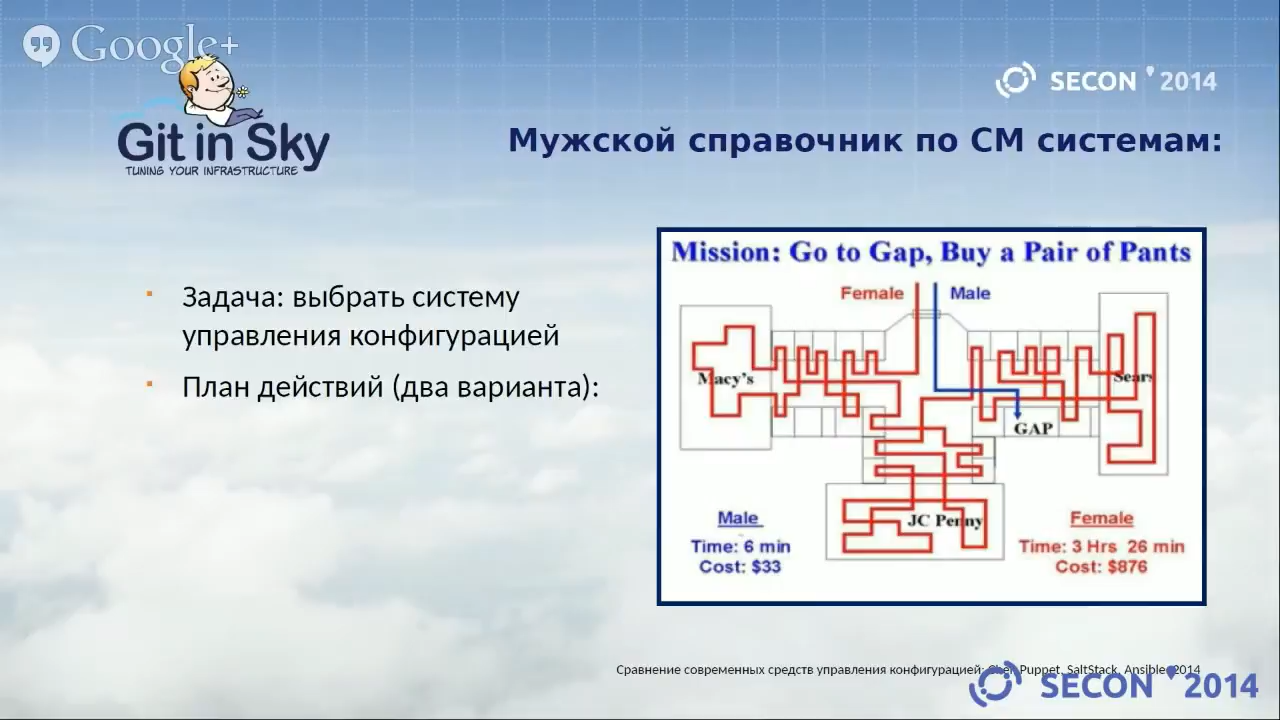 Google+
SECON 2014
Git in Sky
TUNING YOUR INFRASTRUCTURE
Мужской справочник по СМ системам:
Задача: выбрать систему
управления конфигурацией
План действий (два варианта):
Mission: Go to Gap, Buy a Pair of Pants
Female Male
Macy's
Sears
GAP
JC Penny
Male
Time: 6 min
Cost: $33
Female
Time: 3 Hrs 26 min
Cost: $876
Сравнение современных средств управления конфигурацией: Chef, Puppet, SaltStack, Ansible 2014
SECON 2014